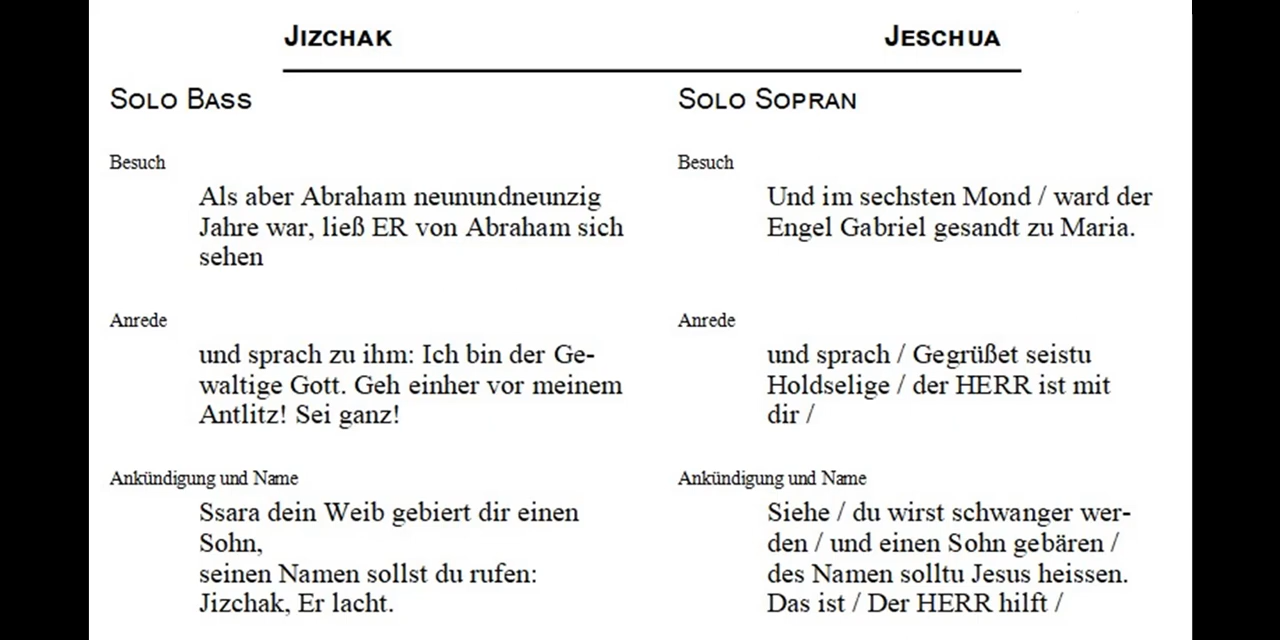 JIZCHAK
JESCHUA
SOLO BASS
Besuch
Als aber Abraham neunundneunzig
Jahre war, ließ ER von Abraham sich
sehen
Anrede
und sprach zu ihm: Ich bin der Ge-
waltige Gott. Geh einher vor meinem
Antlitz! Sei ganz!
Ankündigung und Name
Ssara dein Weib gebiert dir einen
Sohn,
seinen Namen sollst du rufen:
Jizchak, Er lacht.
SOLO SOPRAN
Besuch
Und im sechsten Mond / ward der
Engel Gabriel gesandt zu Maria.
Anrede
und sprach / Gegrüßet seistu
Holdselige / der HERR ist mit
dir /
Ankündigung und Name
Siehe / du wirst schwanger wer-
den / und einen Sohn gebären /
des Namen solltu Jesus heissen.
Das ist / Der HERR hilft /